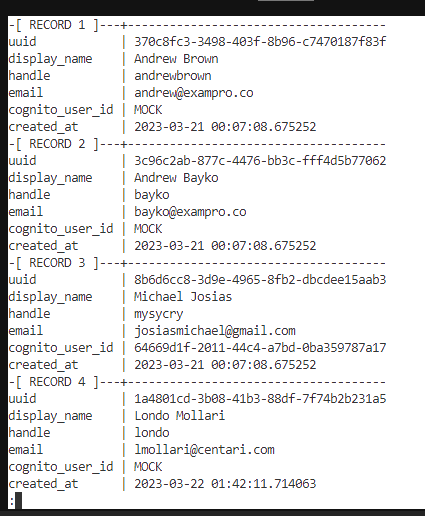 -[ RECORD 1 ]---+---------------------------------
uuid            | 370c8fc3-3498-403f-8b96-c7470187f83f
display_name    | Andrew Brown
handle          | andrewbrown
email           | andrew@exampro.co
cognito_user_id | MOCK
created_at      | 2023-03-21 00:07:08.675252
-[ RECORD 2 ]---+---------------------------------
uuid            | 3c96c2ab-877c-4476-bb3c-fff4d5b77062
display_name    | Andrew Bayko
handle          | bayko
email           | bayko@exampro.co
cognito_user_id | MOCK
created_at      | 2023-03-21 00:07:08.675252
-[ RECORD 3 ]---+---------------------------------
uuid            | 8b6d6cc8-3d9e-4965-8fb2-dbcdee15aab3
display_name    | Michael Josias
handle          | mysycry
email           | josiasmichael@gmail.com
cognito_user_id | 64669d1f-2011-44c4-a7bd-0ba359787a17
created_at      | 2023-03-21 00:07:08.675252
-[ RECORD 4 ]---+---------------------------------
uuid            | 1a4801cd-3b08-41b3-88df-7f74b2b231a5
display_name    | Londo Mollari
handle          | londo
email           | lmollari@centari.com
cognito_user_id | MOCK
created_at      | 2023-03-22 01:42:11.714063
: